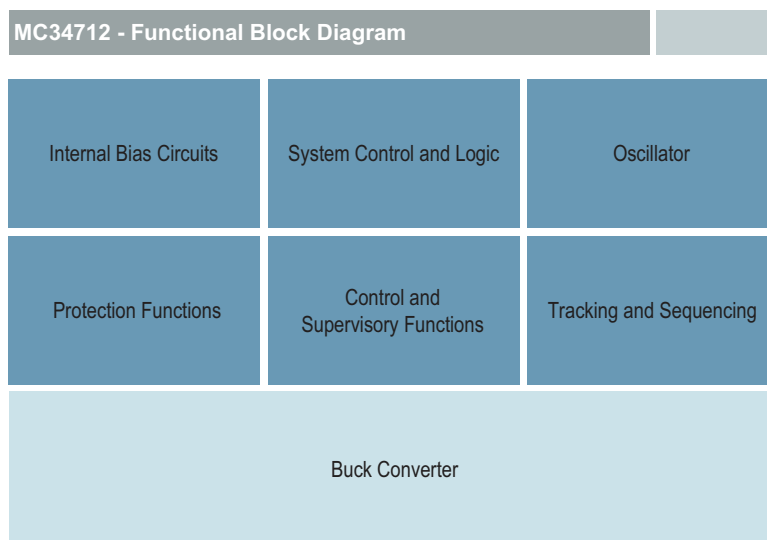 MC34712 - Functional Block Diagram
Internal Bias Circuits
System Control and Logic
Oscillator
Protection Functions
Control and
Supervisory Functions
Tracking and Sequencing
Buck Converter